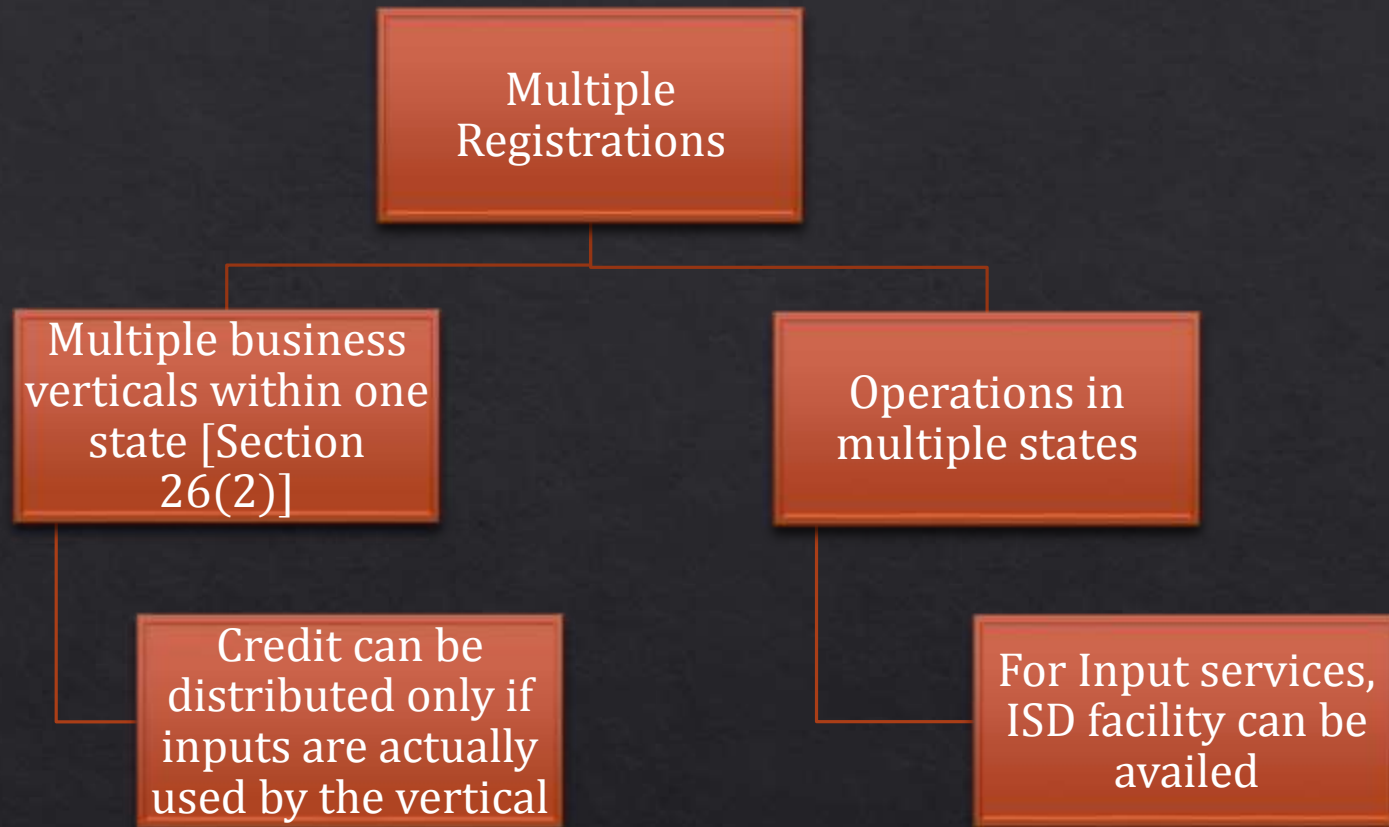 Multiple
Registrations
Multiple business
verticals within one
state [Section
26(2)]
Operations in
multiple states
Credit can be
distributed only if
inputs are actually
used by the vertical
For Input services,
ISD facility can be
availed